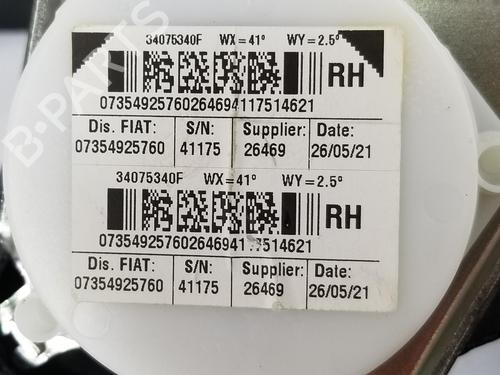 34075340F WX=41° WY=2.5°
RH
07354925760264694117514621
Dis. FIAT: S/N: Supplier: Date:
07354925760 41175 26469 26/05/21
34075340F WX=41° WY=2.5°
RH
07354925760264694117514621
Dis. FIAT: S/N: Supplier: Date:
07354925760 41175 26469 26/05/21
B-PARTS